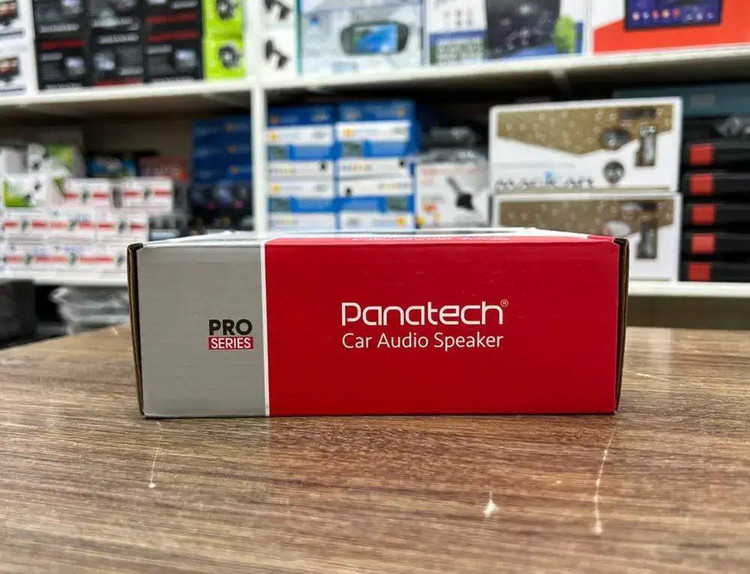 PRO
SERIES
Panatech®
Car Audio Speaker